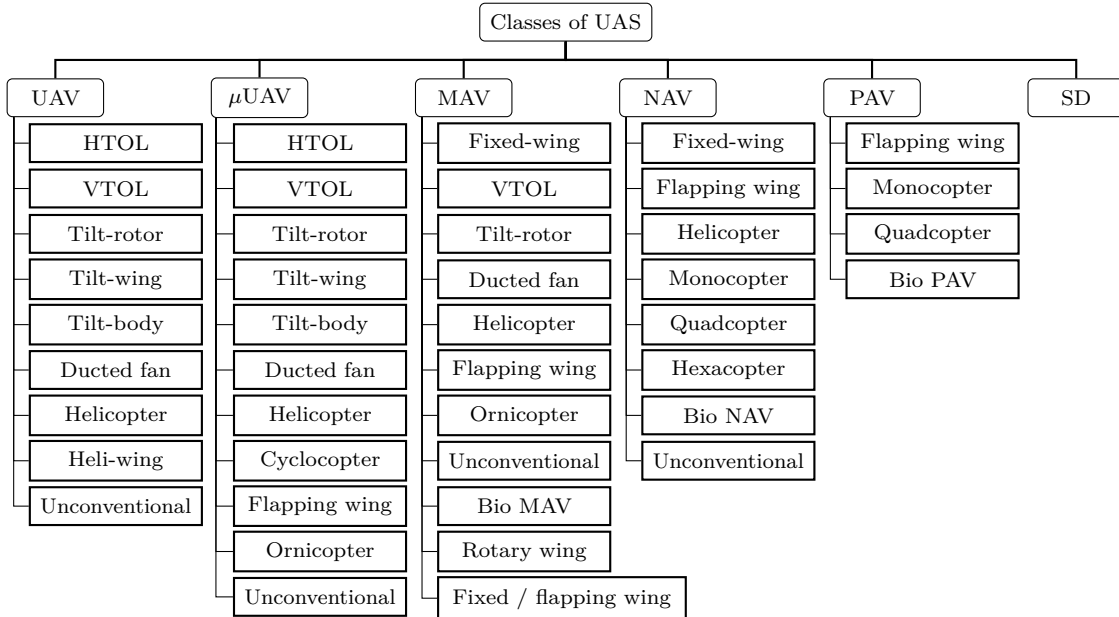 Classes of UAS
UAV
HTOL
VTOL
Tilt-rotor
Tilt-wing
Tilt-body
Ducted fan
Helicopter
Heli-wing
Unconventional
μUAV
HTOL
VTOL
Tilt-rotor
Tilt-wing
Tilt-body
Ducted fan
Helicopter
Cyclocopter
Flapping wing
Ornicopter
Unconventional
MAV
Fixed-wing
VTOL
Tilt-rotor
Ducted fan
Helicopter
Flapping wing
Ornicopter
Unconventional
Bio MAV
Rotary wing
Fixed / flapping wing
NAV
Fixed-wing
Flapping wing
Helicopter
Monocopter
Quadcopter
Hexacopter
Bio NAV
Unconventional
PAV
Flapping wing
Monocopter
Quadcopter
Bio PAV
SD